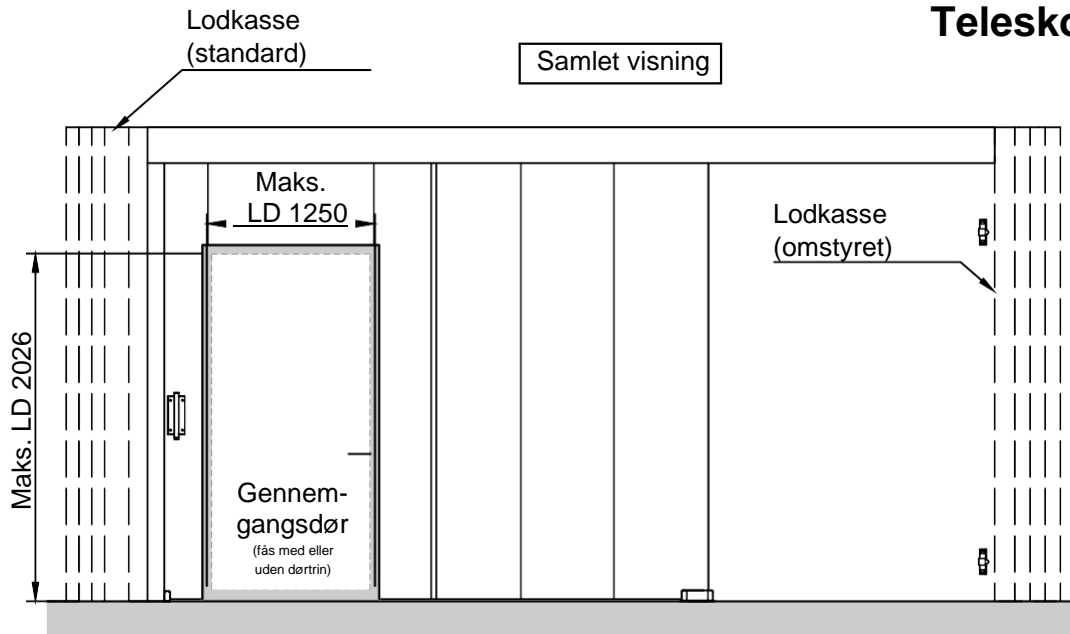 Lodkasse
(standard)
Samlet visning
Maks.
LD 1250
Lodkasse
(omstyret)
Maks. LD 2026
Gennem-
gangsdør
(fås med eller
uden dørtrin)